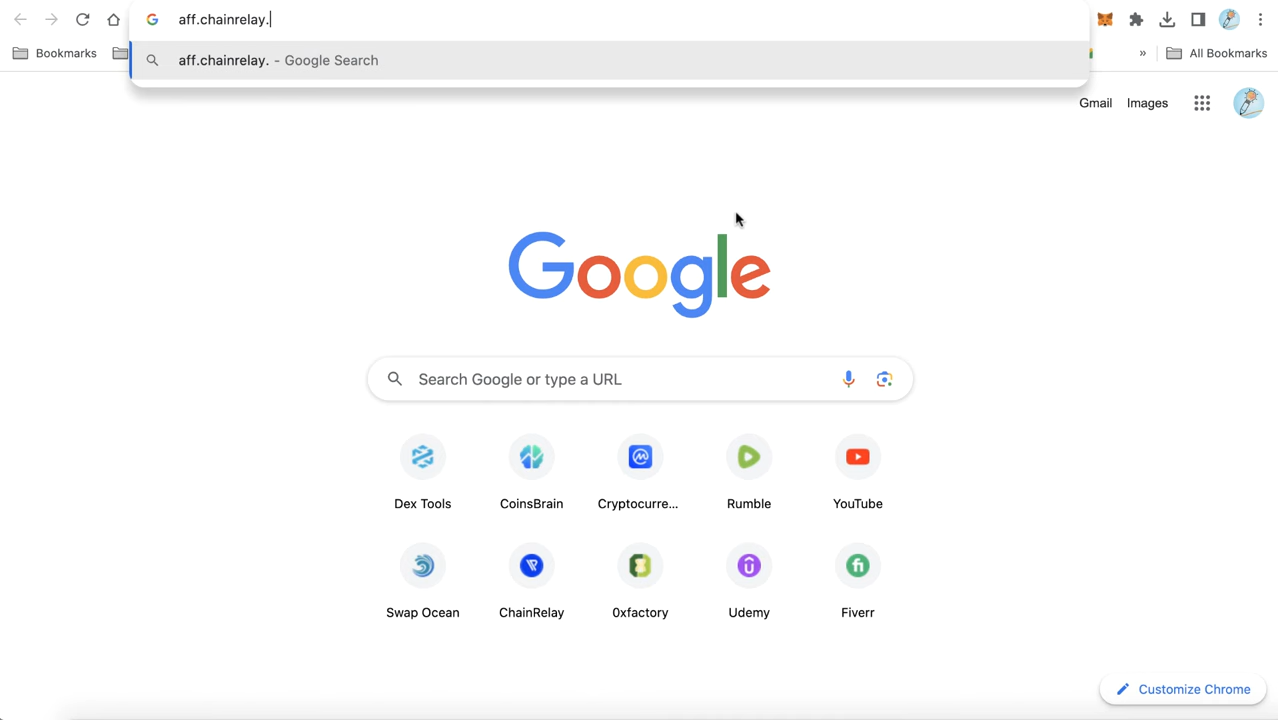 aff.chainrelay.
aff.chainrelay. - Google Search
Bookmarks
» All Bookmarks
Gmail Images
Google
Search Google or type a URL
Dex Tools CoinsBrain Cryptocurre... Rumble YouTube
Swap Ocean ChainRelay 0xfactory Udemy Fiverr
Customize Chrome